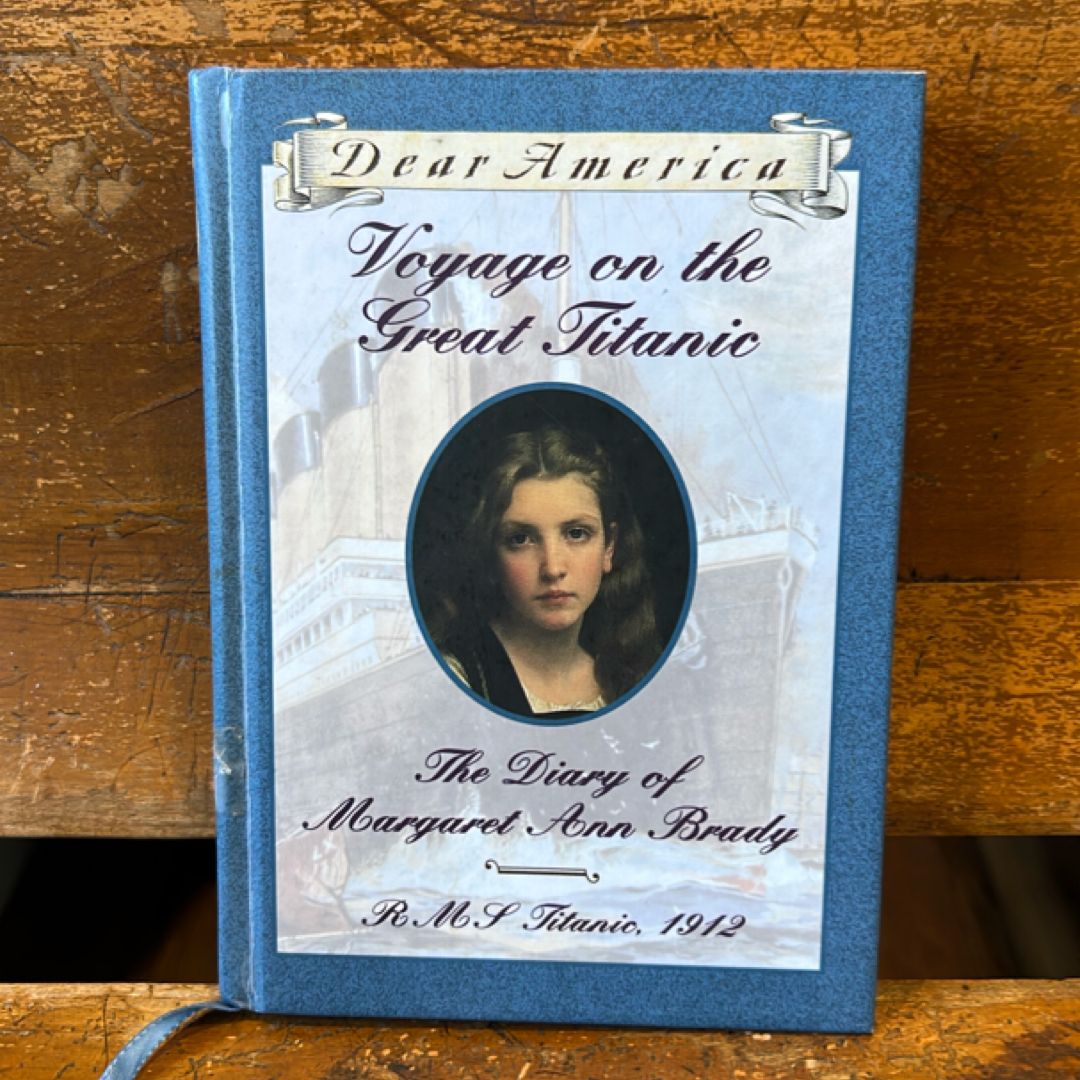 Dear America
Voyage on the
Great Titanic
The Diary of
Margaret Ann Brady
RMS Titanic, 1912